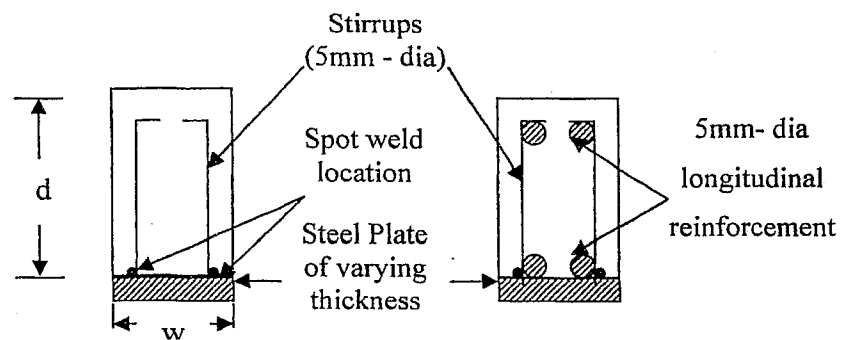 Stirrups
(5mm - dia)
Spot weld
location
d
Steel Plate
of varying
thickness
w
5mm- dia
longitudinal
reinforcement